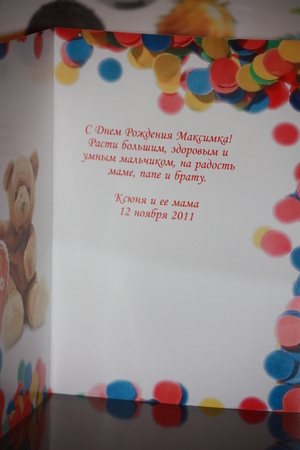 С Днем Рождения Максимка!
Расти большим, здоровым и
умным мальчиком, на радость
маме, папе и брату.
Ксюня и ее мама
12 ноября 2011